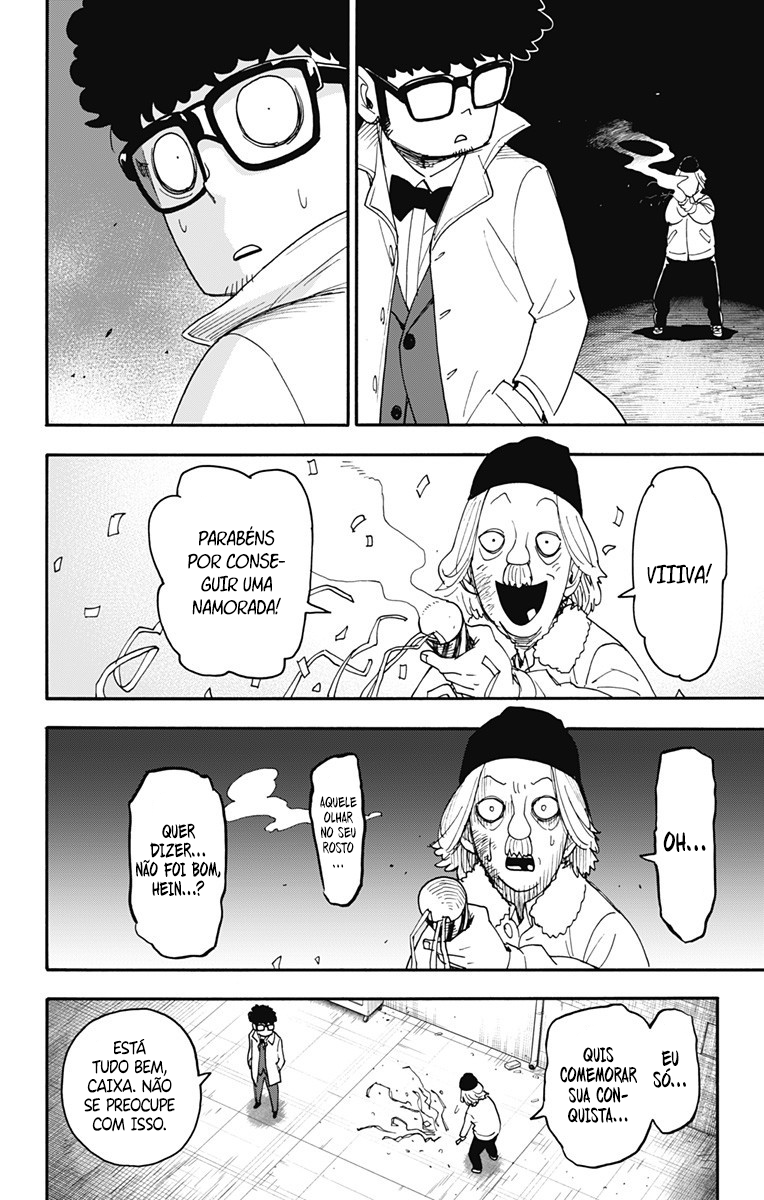 VIIIVA!
PARABÉNS
POR CONSE-
GUIR UMA
NAMORADA!
OH...
AQUELE
OLHAR
NO SEU
ROSTO
...
QUER
DIZER...
NÃO FOI BOM,
HEIN...?
EU
SÓ...
QUIS
COMEMORAR
SUA CON-
QUISTA...
ESTÁ
TUDO BEM,
CAIXA. NÃO
SE PREOCUPE
COM ISSO.